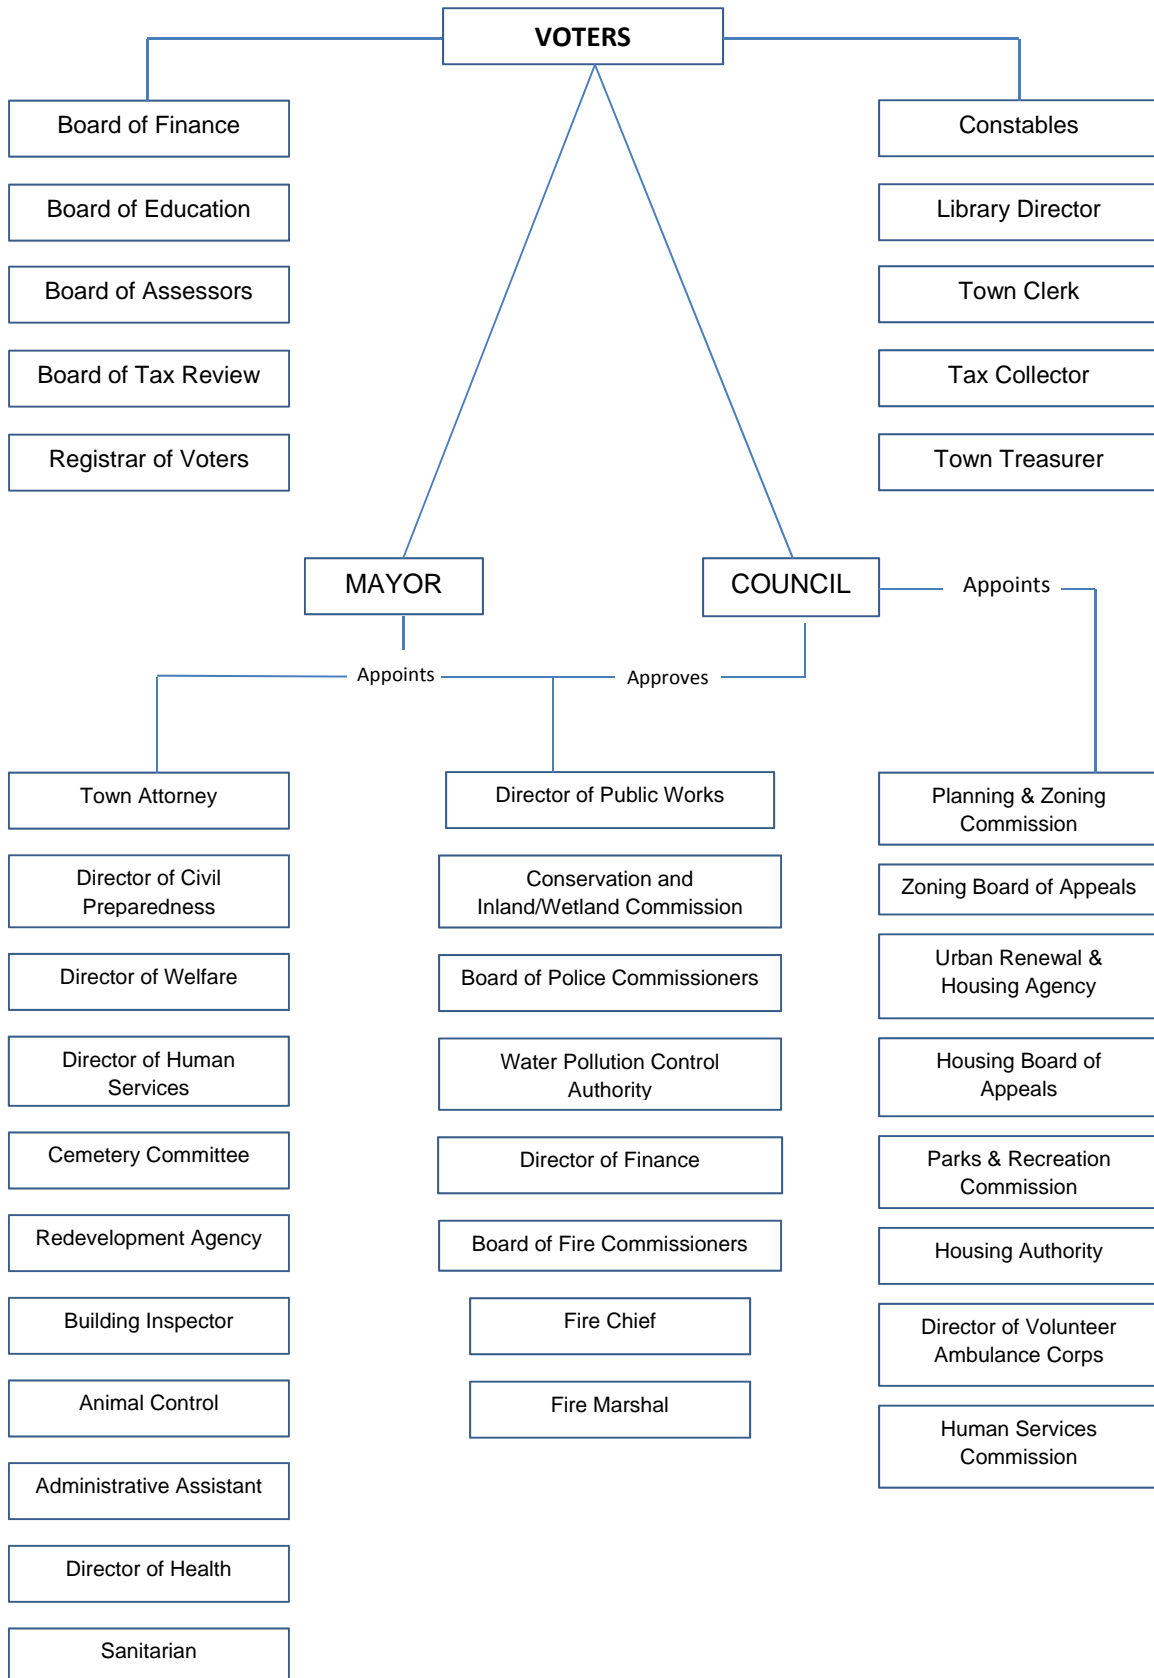 VOTERS
Board of Finance
Constables
Board of Education
Library Director
Board of Assessors
Town Clerk
Board of Tax Review
Tax Collector
Registrar of Voters
Town Treasurer
MAYOR
COUNCIL
Appoints
Appoints
Approves
Town Attorney
Director of Civil
Preparedness
Director of Welfare
Director of Human
Services
Cemetery Committee
Redevelopment Agency
Building Inspector
Animal Control
Administrative Assistant
Director of Health
Sanitarian
Director of Public Works
Conservation and
Inland/Wetland Commission
Board of Police Commissioners
Water Pollution Control
Authority
Director of Finance
Board of Fire Commissioners
Fire Chief
Fire Marshal
Planning & Zoning
Commission
Zoning Board of Appeals
Urban Renewal &
Housing Agency
Housing Board of
Appeals
Parks & Recreation
Commission
Housing Authority
Director of Volunteer
Ambulance Corps
Human Services
Commission